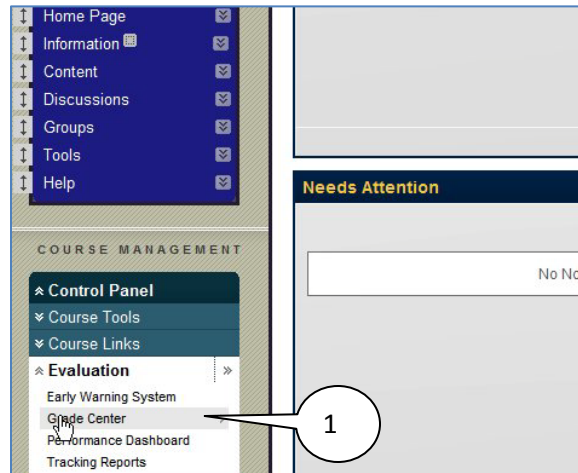 Home Page
Information
Content
Discussions
Groups
Tools
Help
COURSE MANAGEMENT
Control Panel
Course Tools
Course Links
Evaluation
Early Warning System
Grade Center
Performance Dashboard
Tracking Reports
Needs Attention
No
1